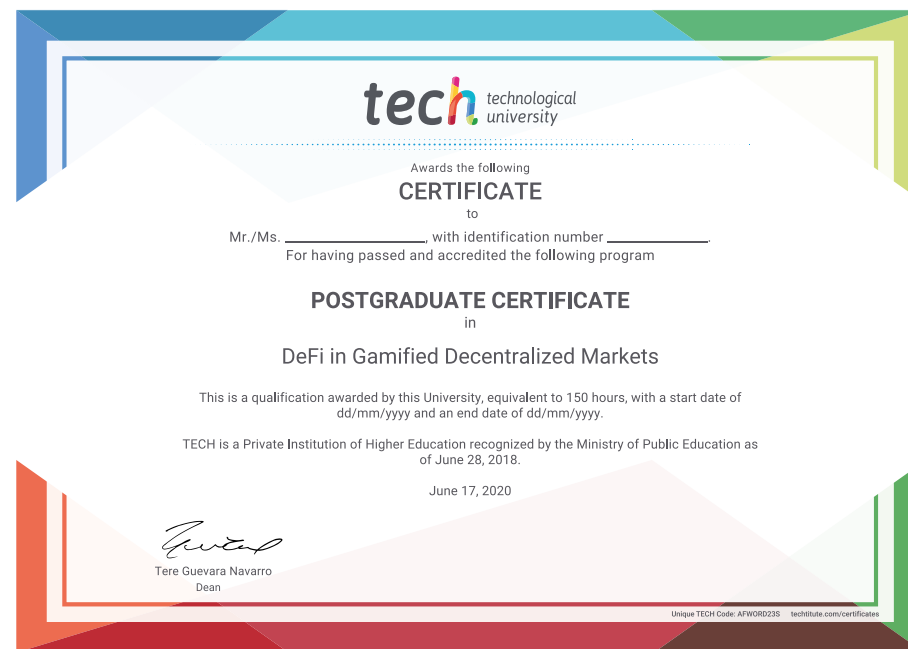 tech technological
university
Awards the following
CERTIFICATE
to
Mr./Ms. ____________________, with identification number ______________.
For having passed and accredited the following program
POSTGRADUATE CERTIFICATE
in
DeFi in Gamified Decentralized Markets
This is a qualification awarded by this University, equivalent to 150 hours, with a start date of
dd/mm/yyyy and an end date of dd/mm/yyyy.
TECH is a Private Institution of Higher Education recognized by the Ministry of Public Education as
of June 28, 2018.
June 17, 2020
Tere Guevara Navarro
Dean
Unique TECH Code: AFWORD23S techtitute.com/certificates